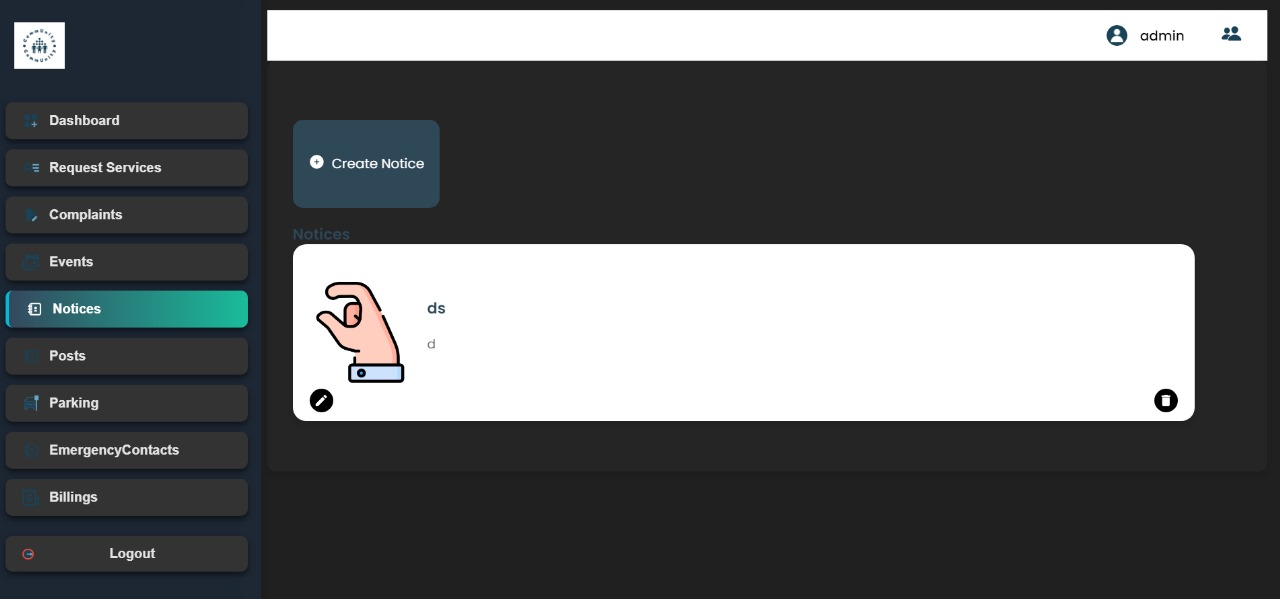 admin
Dashboard
Request Services
Complaints
Events
Notices
Posts
Parking
EmergencyContacts
Billings
Logout
Create Notice
Notices
ds
d